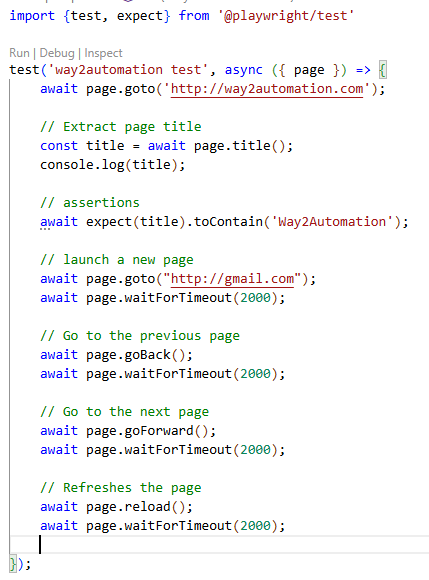 import {test, expect} from '@playwright/test'
Run | Debug | Inspect
test('way2automation test', async ({ page }) => {
    await page.goto('http://way2automation.com');
    // Extract page title
    const title = await page.title();
    console.log(title);
    // assertions
    await expect(title).toContain('Way2Automation');
    // launch a new page
    await page.goto("http://gmail.com");
    await page.waitForTimeout(2000);
    // Go to the previous page
    await page.goBack();
    await page.waitForTimeout(2000);
    // Go to the next page
    await page.goForward();
    await page.waitForTimeout(2000);
    // Refreshes the page
    await page.reload();
    await page.waitForTimeout(2000);
});